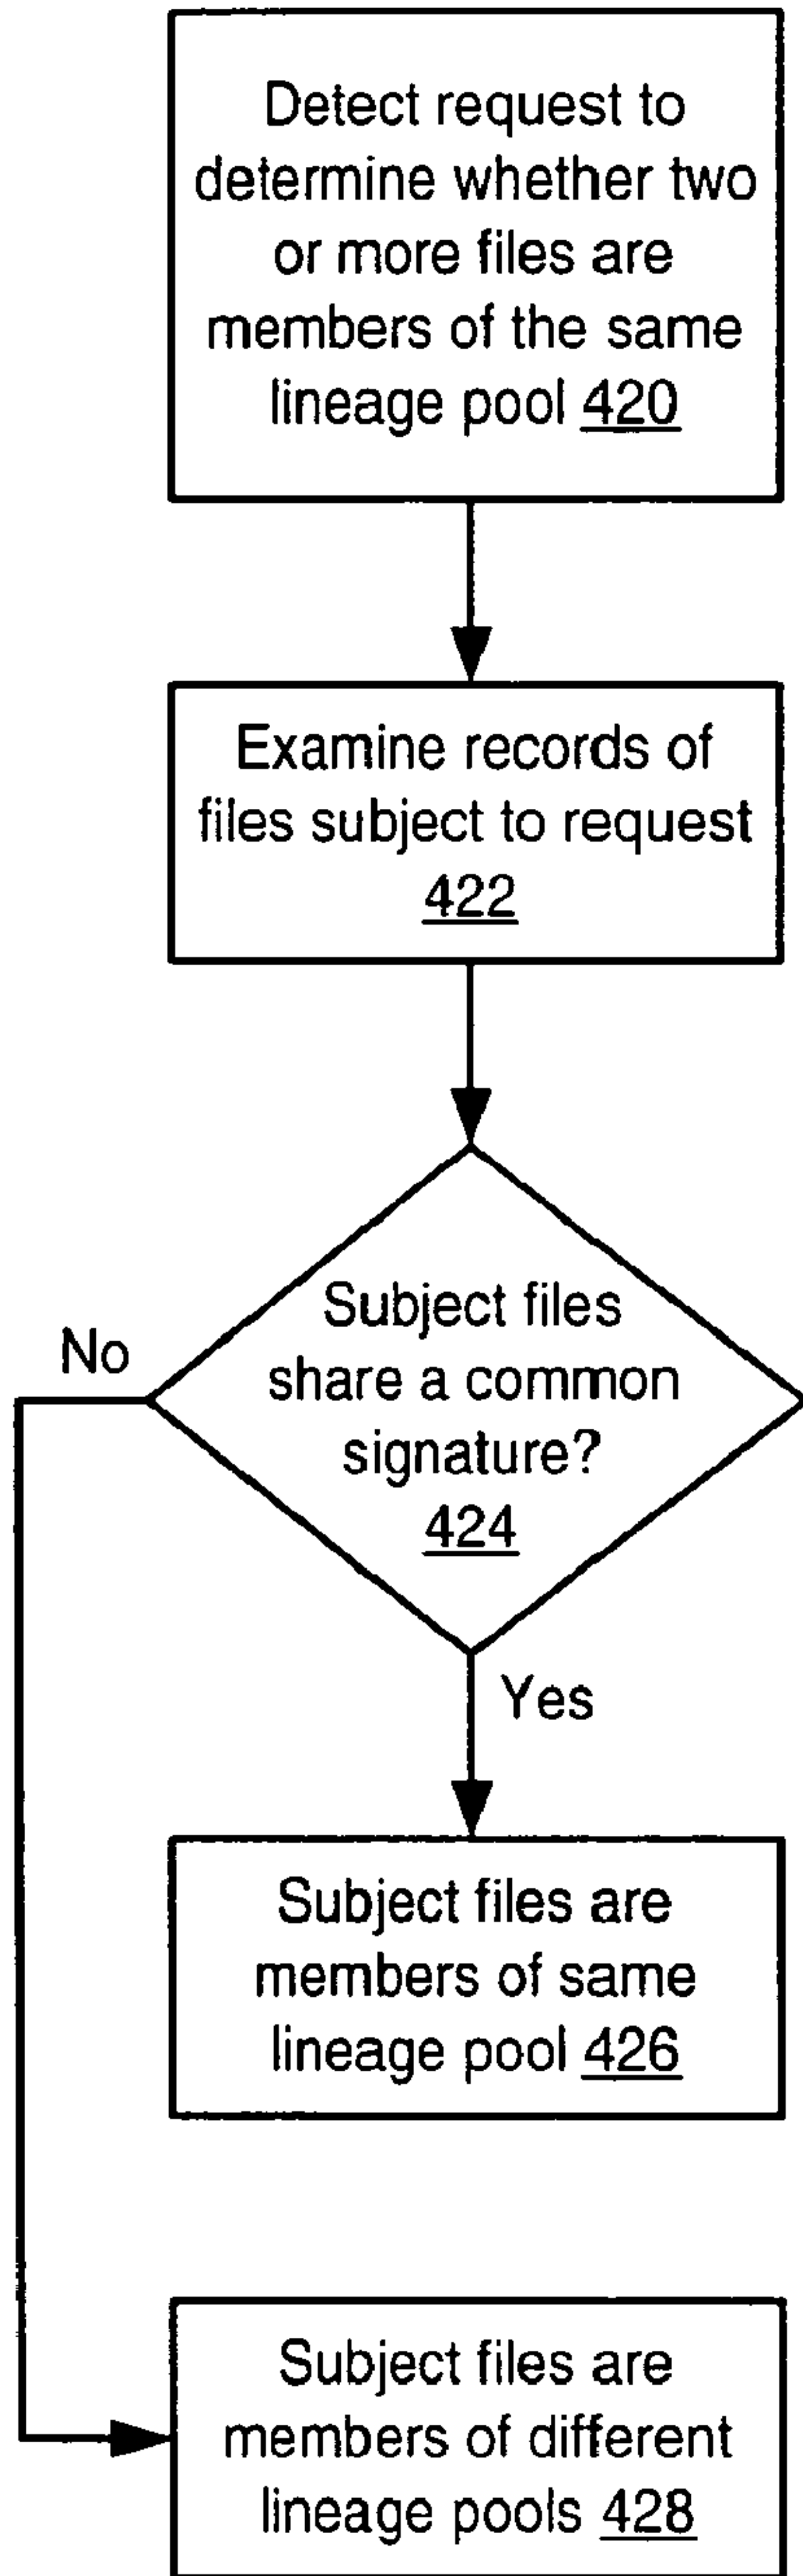 Detect request to
determine whether two
or more files are
members of the same
lineage pool 420
Examine records of
files subject to request
422
Subject files
share a common
signature?
424
No
Yes
Subject files are
members of same
lineage pool 426
Subject files are
members of different
lineage pools 428